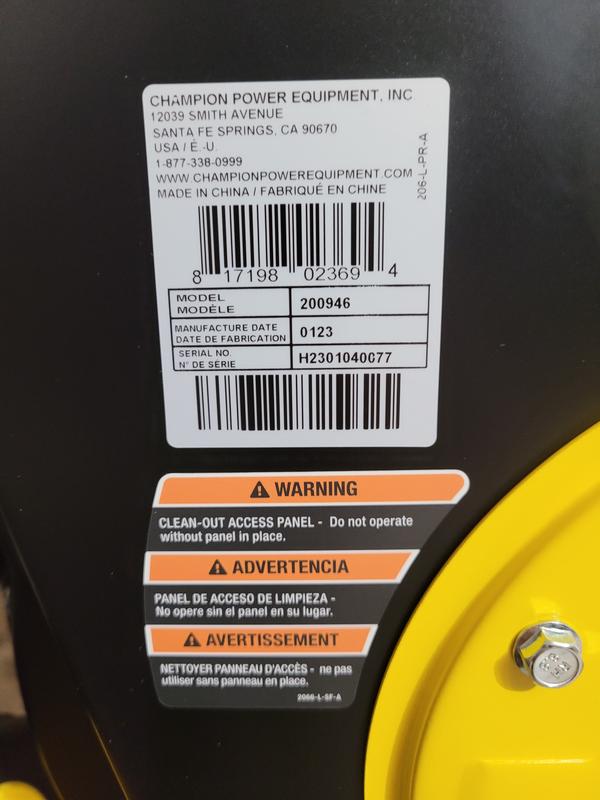 CHAMPION POWER EQUIPMENT, INC
12039 SMITH AVENUE
SANTA FE SPRINGS, CA 90670
USA / É.-U.
1-877-338-0999
WWW.CHAMPIONPOWEREQUIPMENT.COM
MADE IN CHINA / FABRIQUÉ EN CHINE
206-L-PR-A
8 17198 02369 4
MODEL
MODÈLE
200946
MANUFACTURE DATE
DATE DE FABRICATION
0123
SERIAL NO.
N° DE SÉRIE
H2301040077
WARNING
CLEAN-OUT ACCESS PANEL - Do not operate
without panel in place.
ADVERTENCIA
PANEL DE ACCESO DE LIMPIEZA -
No opere sin el panel en su lugar.
AVERTISSEMENT
NETTOYER PANNEAU D'ACCÈS - ne pas
utiliser sans panneau en place.
2066-L-SF-A